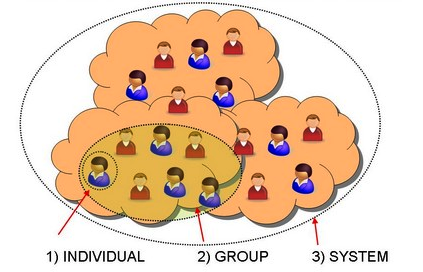 1) INDIVIDUAL 2) GROUP 3) SYSTEM